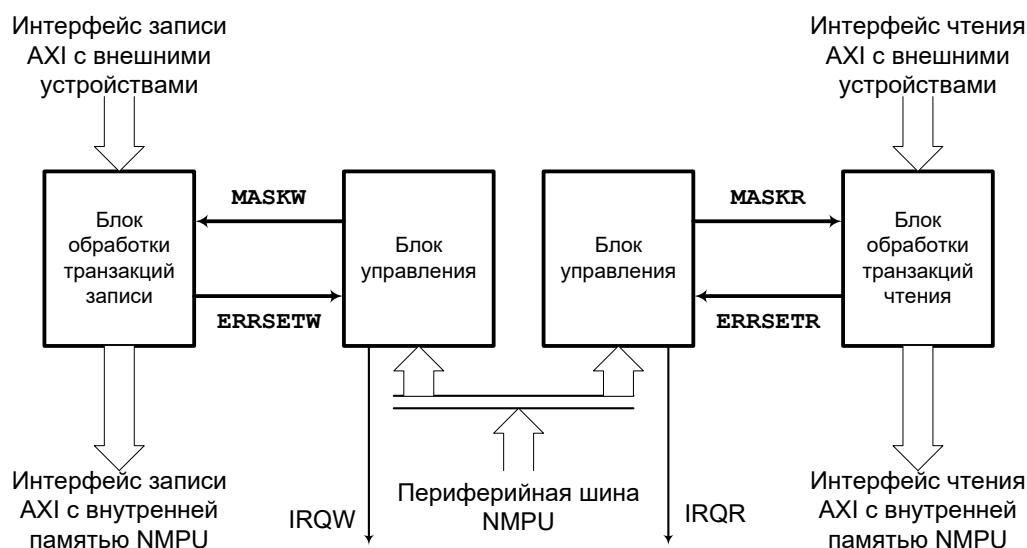 Интерфейс записи
AXI с внешними
устройствами
Интерфейс чтения
AXI с внешними
устройствами
Блок
обработки
транзакций
записи
MASKW
ERRSETW
Блок
управления
Блок
управления
MASKR
ERRSETR
Блок
обработки
транзакций
чтения
Интерфейс записи
AXI с внутренней
памятью NMPU
IRQW
Периферийная шина
NMPU
IRQR
Интерфейс чтения
AXI с внутренней
памятью NMPU